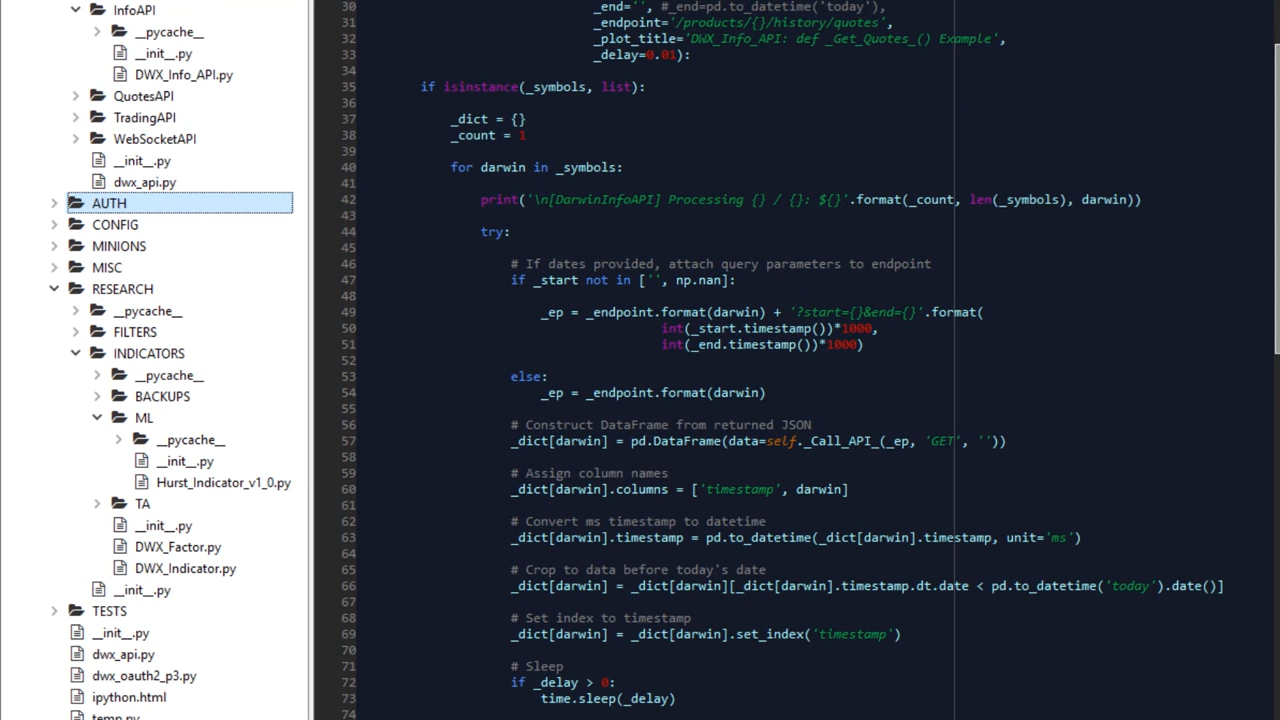 InfoAPI
__pycache__
__init__.py
DWX_Info_API.py
QuotesAPI
TradingAPI
WebSocketAPI
__init__.py
dwx_api.py
AUTH
CONFIG
MINIONS
MISC
RESEARCH
__pycache__
FILTERS
INDICATORS
__pycache__
BACKUPS
ML
__pycache__
__init__.py
Hurst_Indicator_v1_0.py
TA
__init__.py
DWX_Factor.py
DWX_Indicator.py
__init__.py
TESTS
__init__.py
dwx_api.py
dwx_oauth2_p3.py
ipython.html
temp.py
30 _end='', #_end=pd.to_datetime('today'),
31 _endpoint='/products/{}/history/quotes',
32 _plot_title='DWX_Info_API: def _Get_Quotes_() Example',
33 _delay=0.01):
34
35 if isinstance(_symbols, list):
36
37 _dict = {}
38 _count = 1
39
40 for darwin in _symbols:
41
42 print('\n[DarwinInfoAPI] Processing {} / {}: ${}'.format(_count, len(_symbols), darwin))
43
44 try:
45
46 # If dates provided, attach query parameters to endpoint
47 if _start not in ['', np.nan]:
48
49 _ep = _endpoint.format(darwin) + '?start={}&end={}'.format(
50 int(_start.timestamp())*1000,
51 int(_end.timestamp())*1000)
52
53 else:
54 _ep = _endpoint.format(darwin)
55
56 # Construct DataFrame from returned JSON
57 _dict[darwin] = pd.DataFrame(data=self._Call_API_(_ep, 'GET', ''))
58
59 # Assign column names
60 _dict[darwin].columns = ['timestamp', darwin]
61
62 # Convert ms timestamp to datetime
63 _dict[darwin].timestamp = pd.to_datetime(_dict[darwin].timestamp, unit='ms')
64
65 # Crop to data before today's date
66 _dict[darwin] = _dict[darwin][_dict[darwin].timestamp.dt.date < pd.to_datetime('today').date()]
67
68 # Set index to timestamp
69 _dict[darwin] = _dict[darwin].set_index('timestamp')
70
71 # Sleep
72 if _delay > 0:
73 time.sleep(_delay)
74